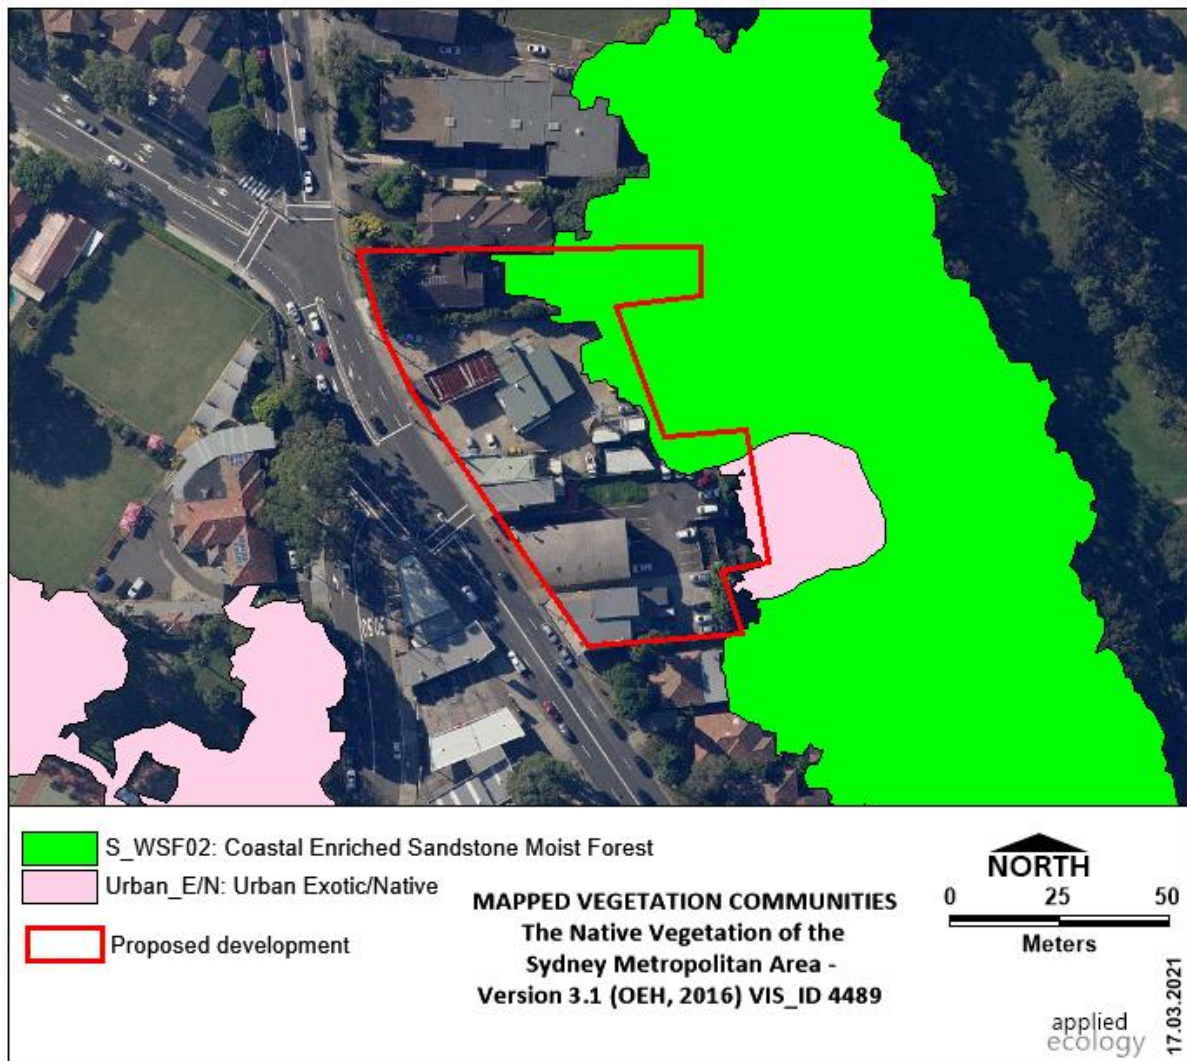 S_WSF02: Coastal Enriched Sandstone Moist Forest
Urban_E/N: Urban Exotic/Native
Proposed development
MAPPED VEGETATION COMMUNITIES
The Native Vegetation of the
Sydney Metropolitan Area -
Version 3.1 (OEH, 2016) VIS_ID 4489
NORTH
0 25 50
Meters
applied
ecology
17.03.2021